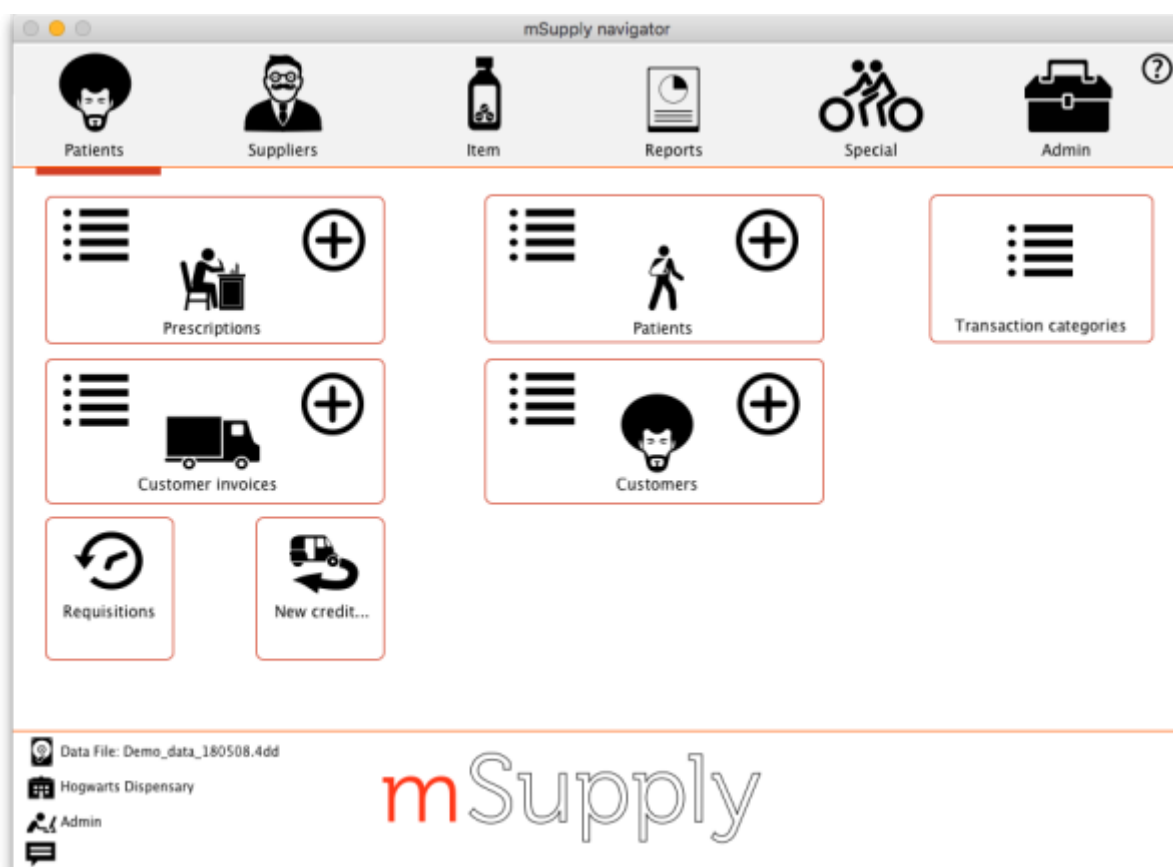 mSupply navigator
Patients Suppliers Item Reports Special Admin ?
Prescriptions Patients Transaction categories
Customer invoices Customers
Requisitions New credit...
Data File: Demo_data_180508.4dd
Hogwarts Dispensary
Admin
mSupply